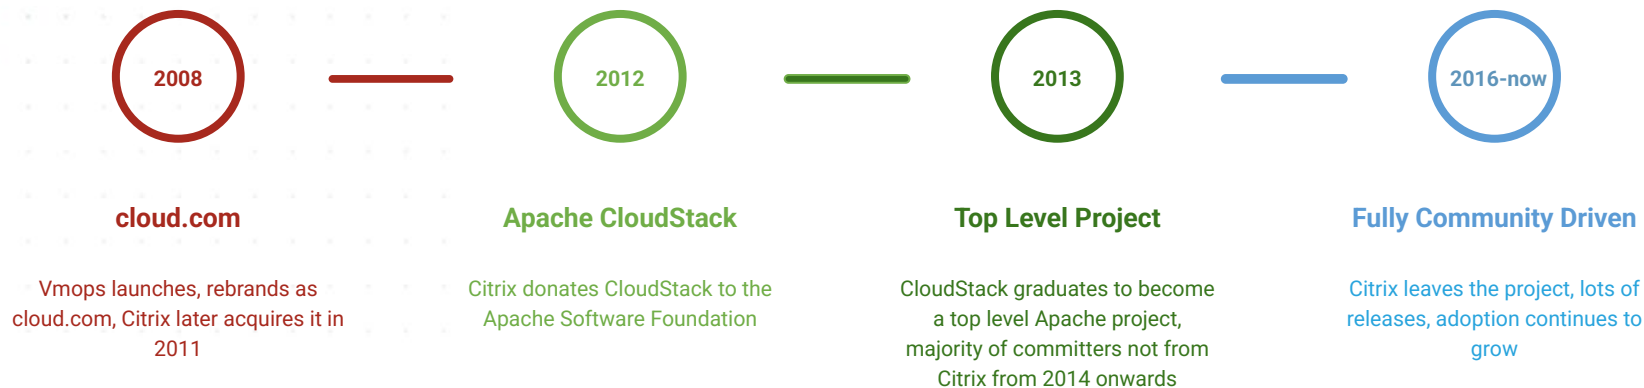 2008
2012
2013
2016-now
cloud.com
Apache CloudStack
Top Level Project
Fully Community Driven
Vmops launches, rebrands as
cloud.com, Citrix later acquires it in
2011
Citrix donates CloudStack to the
Apache Software Foundation
CloudStack graduates to become
a top level Apache project,
majority of committers not from
Citrix from 2014 onwards
Citrix leaves the project, lots of
releases, adoption continues to
grow